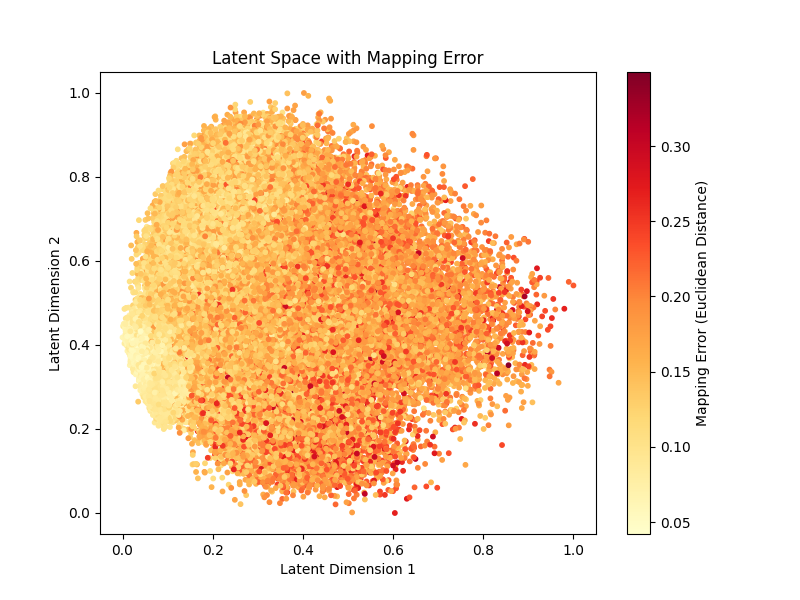 Latent Space with Mapping Error
1.0
0.8
0.6
0.4
0.2
0.0
Latent Dimension 2
0.0 0.2 0.4 0.6 0.8 1.0
Latent Dimension 1
0.30
0.25
0.20
0.15
0.10
0.05
Mapping Error (Euclidean Distance)